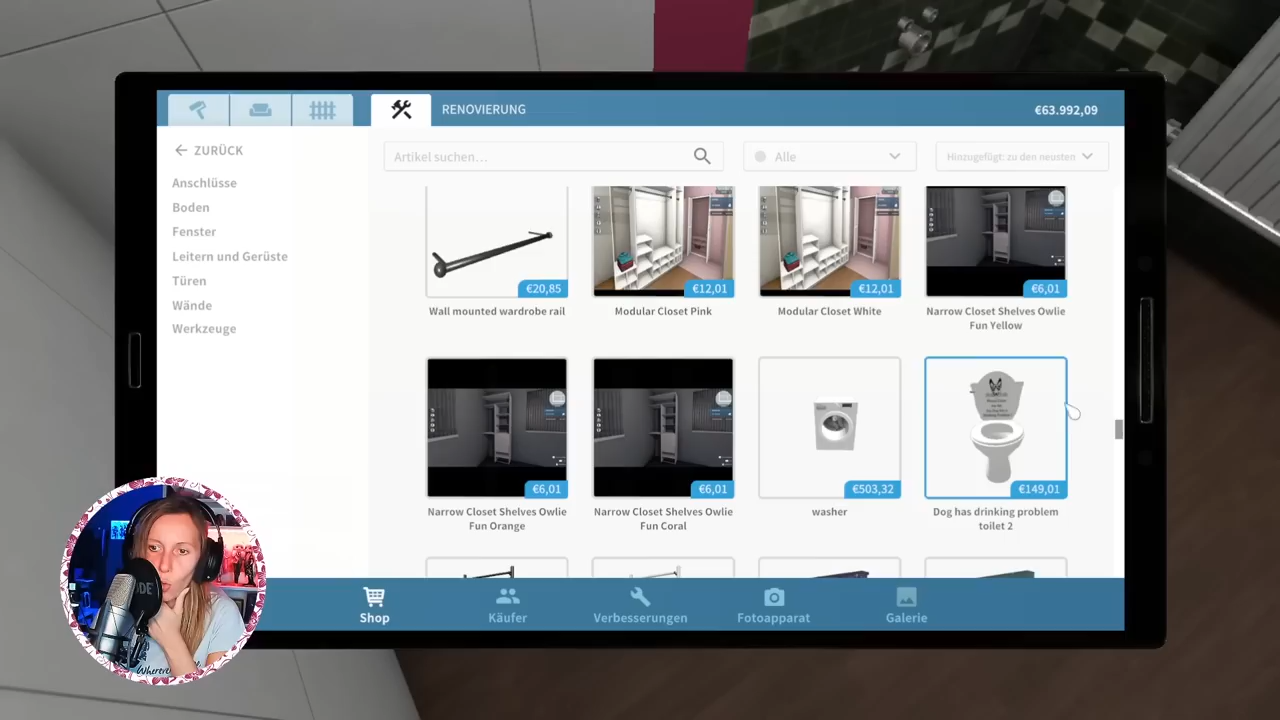 RENOVIERUNG
€63.992,09
ZURÜCK
Artikel suchen...
Alle
Hinzugefügt: zu den neusten
Anschlüsse
Boden
Fenster
Leitern und Gerüste
Türen
Wände
Werkzeuge
€20,85
€12,01
€12,01
€6,01
Wall mounted wardrobe rail
Modular Closet Pink
Modular Closet White
Narrow Closet Shelves Owlie
Fun Yellow
€6,01
€6,01
€503,32
€149,01
Narrow Closet Shelves Owlie
Fun Orange
Narrow Closet Shelves Owlie
Fun Coral
washer
Dog has drinking problem
toilet 2
Shop
Käufer
Verbesserungen
Fotoapparat
Galerie